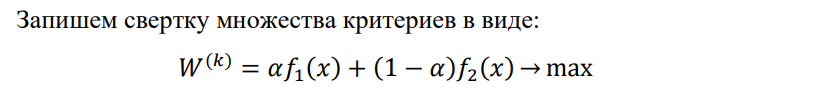 Запишем свертку множества критериев в виде:
𝑊⁽ᵏ⁾ = 𝛼𝑓₁(𝑥) + (1 − 𝛼)𝑓₂(𝑥) → max